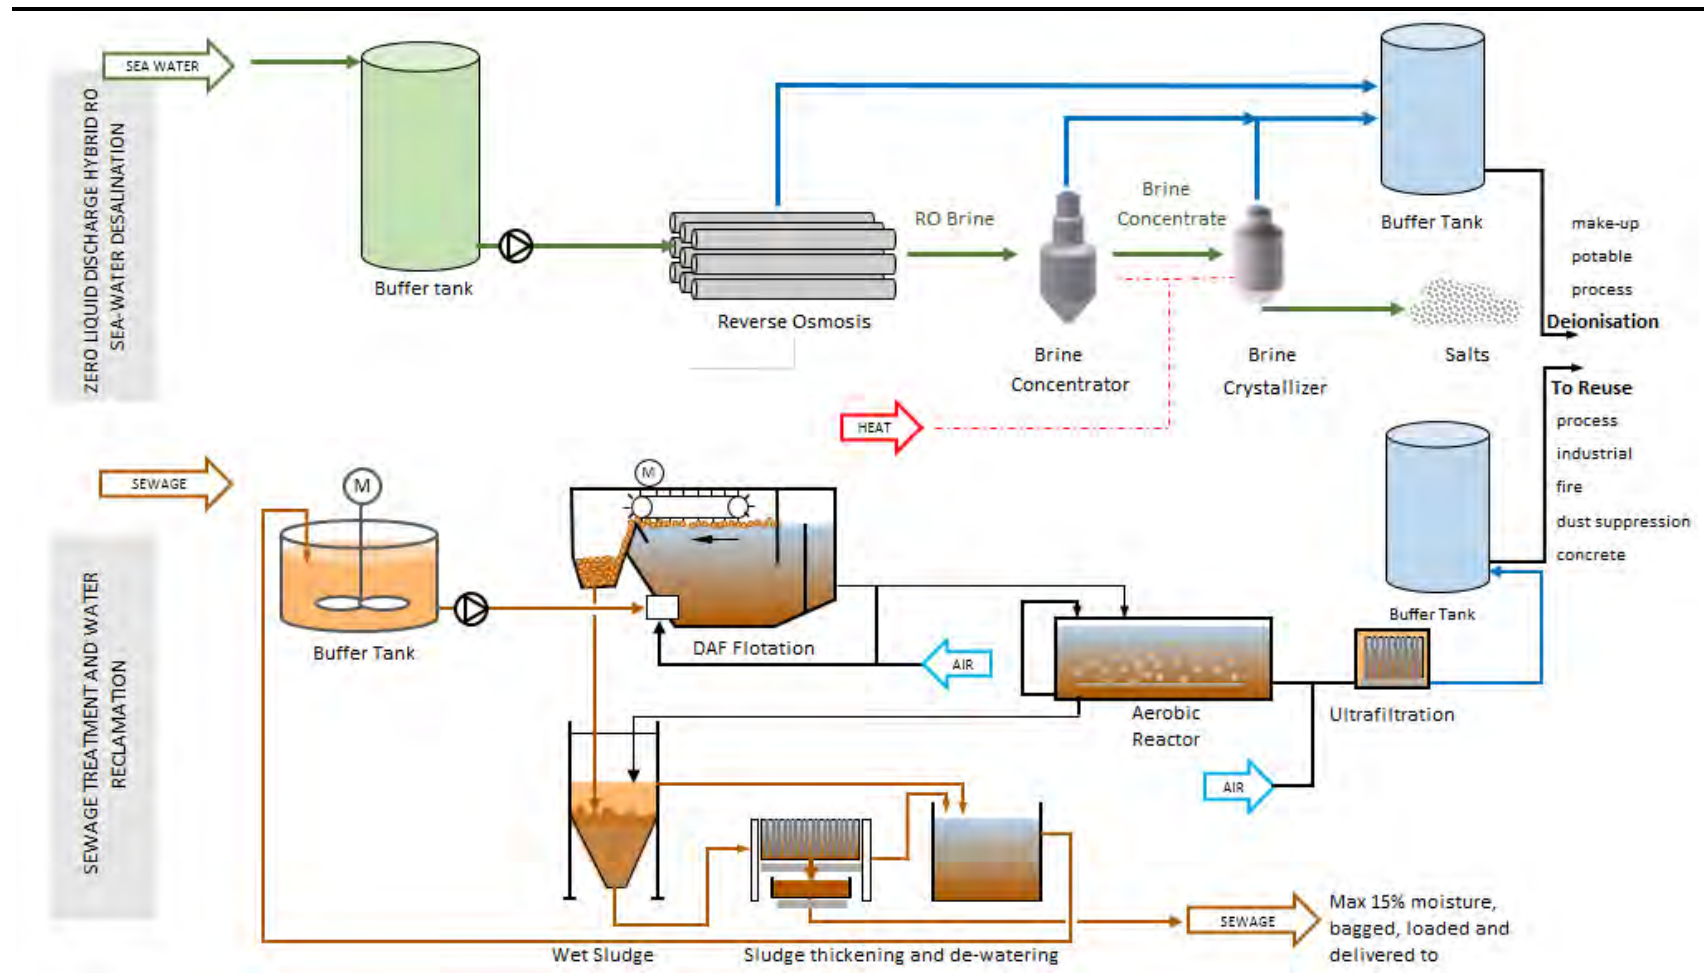 ZERO LIQUID DISCHARGE HYBRID RO
SEA-WATER DESALINATION
SEA WATER
Buffer tank
Reverse Osmosis
RO Brine
Brine
Concentrator
Brine
Concentrate
Brine
Crystallizer
Salts
Buffer Tank
make-up
potable
process
Deionisation
HEAT
SEWAGE TREATMENT AND WATER
RECLAMATION
SEWAGE
M
Buffer Tank
M
DAF Flotation
AIR
Aerobic
Reactor
AIR
Ultrafiltration
Buffer Tank
To Reuse
process
industrial
fire
dust suppression
concrete
Wet Sludge
Sludge thickening and de-watering
SEWAGE
Max 15% moisture,
bagged, loaded and
delivered to